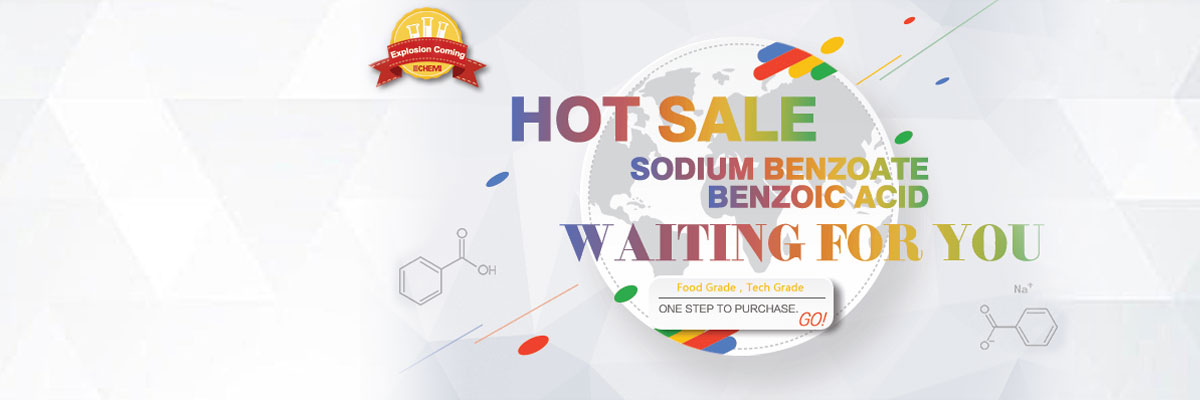 Explosion Coming
ECHEMI
HOT SALE
SODIUM BENZOATE
BENZOIC ACID
WAITING FOR YOU
Food Grade , Tech Grade
ONE STEP TO PURCHASE.
GO!
O
OH
Na+
O
O-